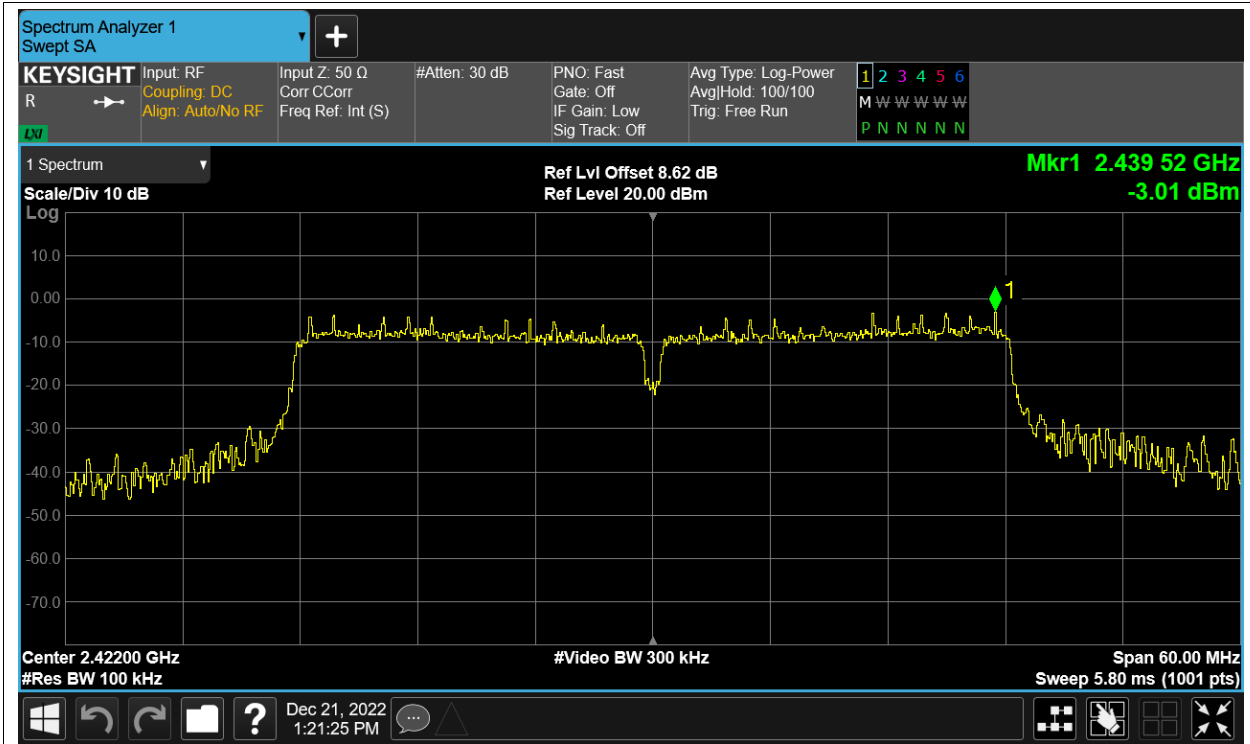 Spectrum Analyzer 1
Swept SA
KEYSIGHT
R
LXI
Input: RF
Coupling: DC
Align: Auto/No RF
Input Z: 50 Ω
Corr CCorr
Freq Ref: Int (S)
#Atten: 30 dB
PNO: Fast
Gate: Off
IF Gain: Low
Sig Track: Off
Avg Type: Log-Power
Avg|Hold: 100/100
Trig: Free Run
1 2 3 4 5 6
M W W W W W
P N N N N N
1 Spectrum
Scale/Div 10 dB
Log
Ref Lvl Offset 8.62 dB
Ref Level 20.00 dBm
Mkr1 2.439 52 GHz
-3.01 dBm
10.0
0.00
-10.0
-20.0
-30.0
-40.0
-50.0
-60.0
-70.0
1
Center 2.42200 GHz
#Res BW 100 kHz
#Video BW 300 kHz
Span 60.00 MHz
Sweep 5.80 ms (1001 pts)
?
Dec 21, 2022
1:21:25 PM